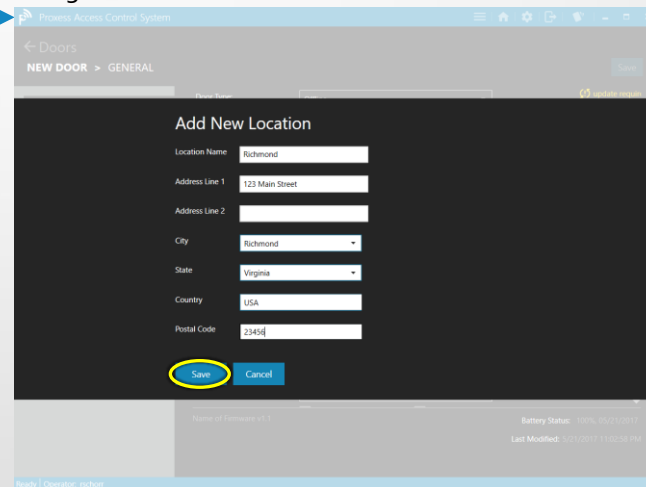 Proxess Access Control System
Doors
NEW DOOR > GENERAL
Save
Door Type
update requir
Add New Location
Location Name Richmond
Address Line 1 123 Main Street
Address Line 2
City Richmond
State Virginia
Country USA
Postal Code 23456
Save Cancel
Name of Firmware v1.1
Battery Status: 100%, 05/21/2017
Last Modified: 5/21/2017 11:02:59 PM
Ready Operator: rschorr